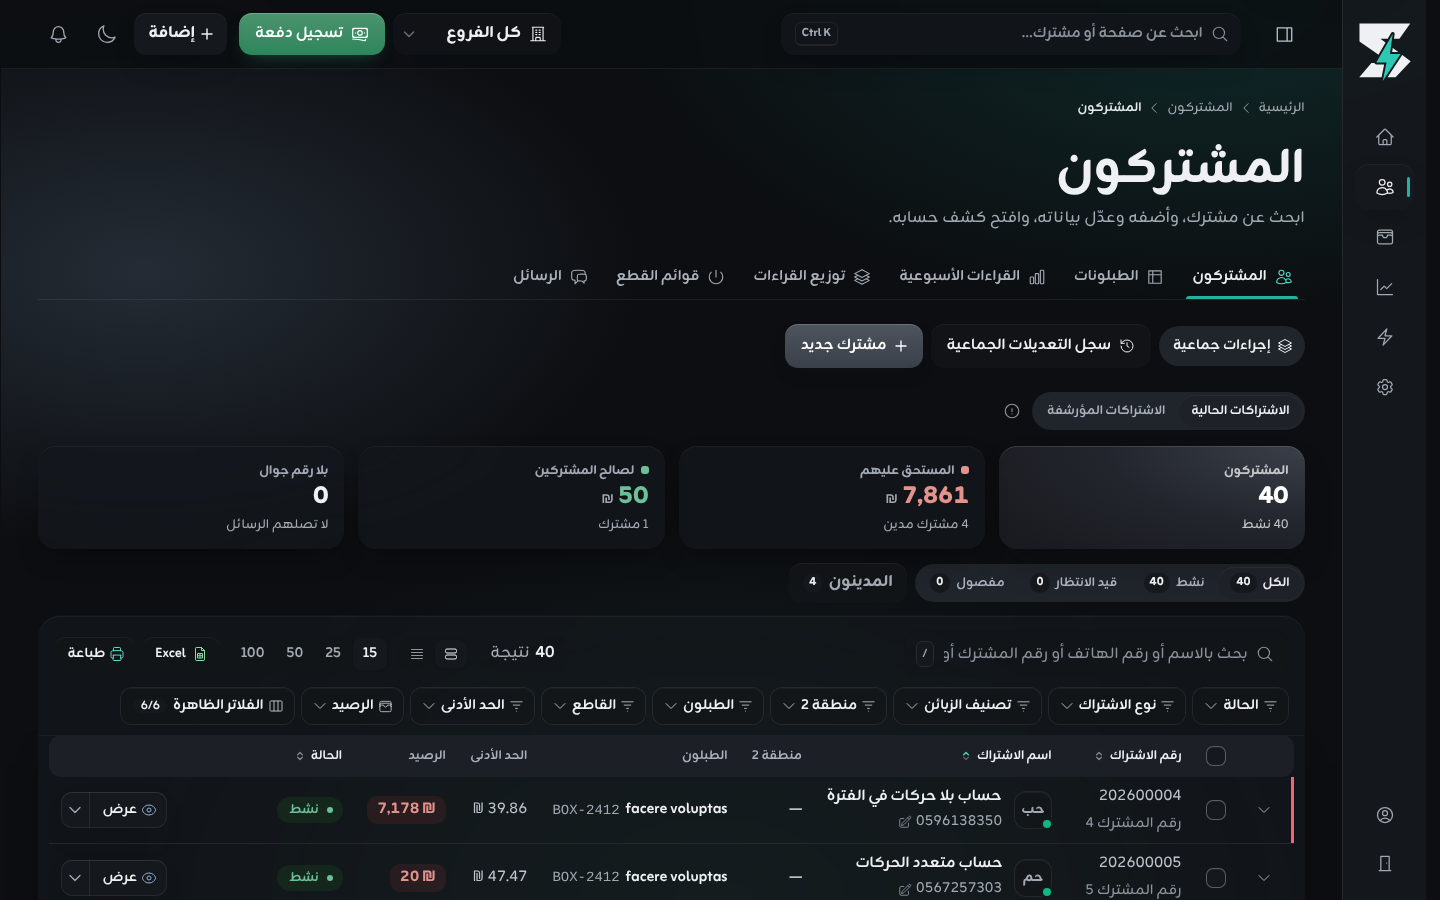 ابحث عن صفحة أو مشترك...
Ctrl K
كل الفروع
تسجيل دفعة
إضافة
الرئيسية
المشتركون
المشتركون
المشتركون
ابحث عن مشترك، وأضفه وعدّل بياناته، وافتح كشف حسابه.
المشتركون
الطبلونات
القراءات الأسبوعية
توزيع القراءات
قوائم القطع
الرسائل
إجراءات جماعية
سجل التعديلات الجماعية
مشترك جديد
الاشتراكات الحالية
الاشتراكات المؤرشفة
المشتركون
40
40 نشط
المستحق عليهم
7,861 ₪
4 مشترك مدين
لصالح المشتركين
50 ₪
1 مشترك
بلا رقم جوال
0
لا تصلهم الرسائل
الكل 40
نشط 40
قيد الانتظار 0
مفصول 0
المدينون 4
بحث بالاسم أو رقم الهاتف أو رقم المشترك أو
/
40 نتيجة
15
25
50
100
Excel
طباعة
الحالة
نوع الاشتراك
تصنيف الزبائن
منطقة 2
الطبلون
القاطع
الحد الأدنى
الرصيد
الفلاتر الظاهرة 6/6
رقم الاشتراك
اسم الاشتراك
منطقة 2
الطبلون
الحد الأدنى
الرصيد
الحالة
202600004
رقم المشترك 4
حب
حساب بلا حركات في الفترة
0596138350
—
facere voluptas BOX-2412
39.86 ₪
7,178 ₪
نشط
عرض
202600005
رقم المشترك 5
حم
حساب متعدد الحركات
0567257303
—
facere voluptas BOX-2412
47.47 ₪
20 ₪
نشط
عرض